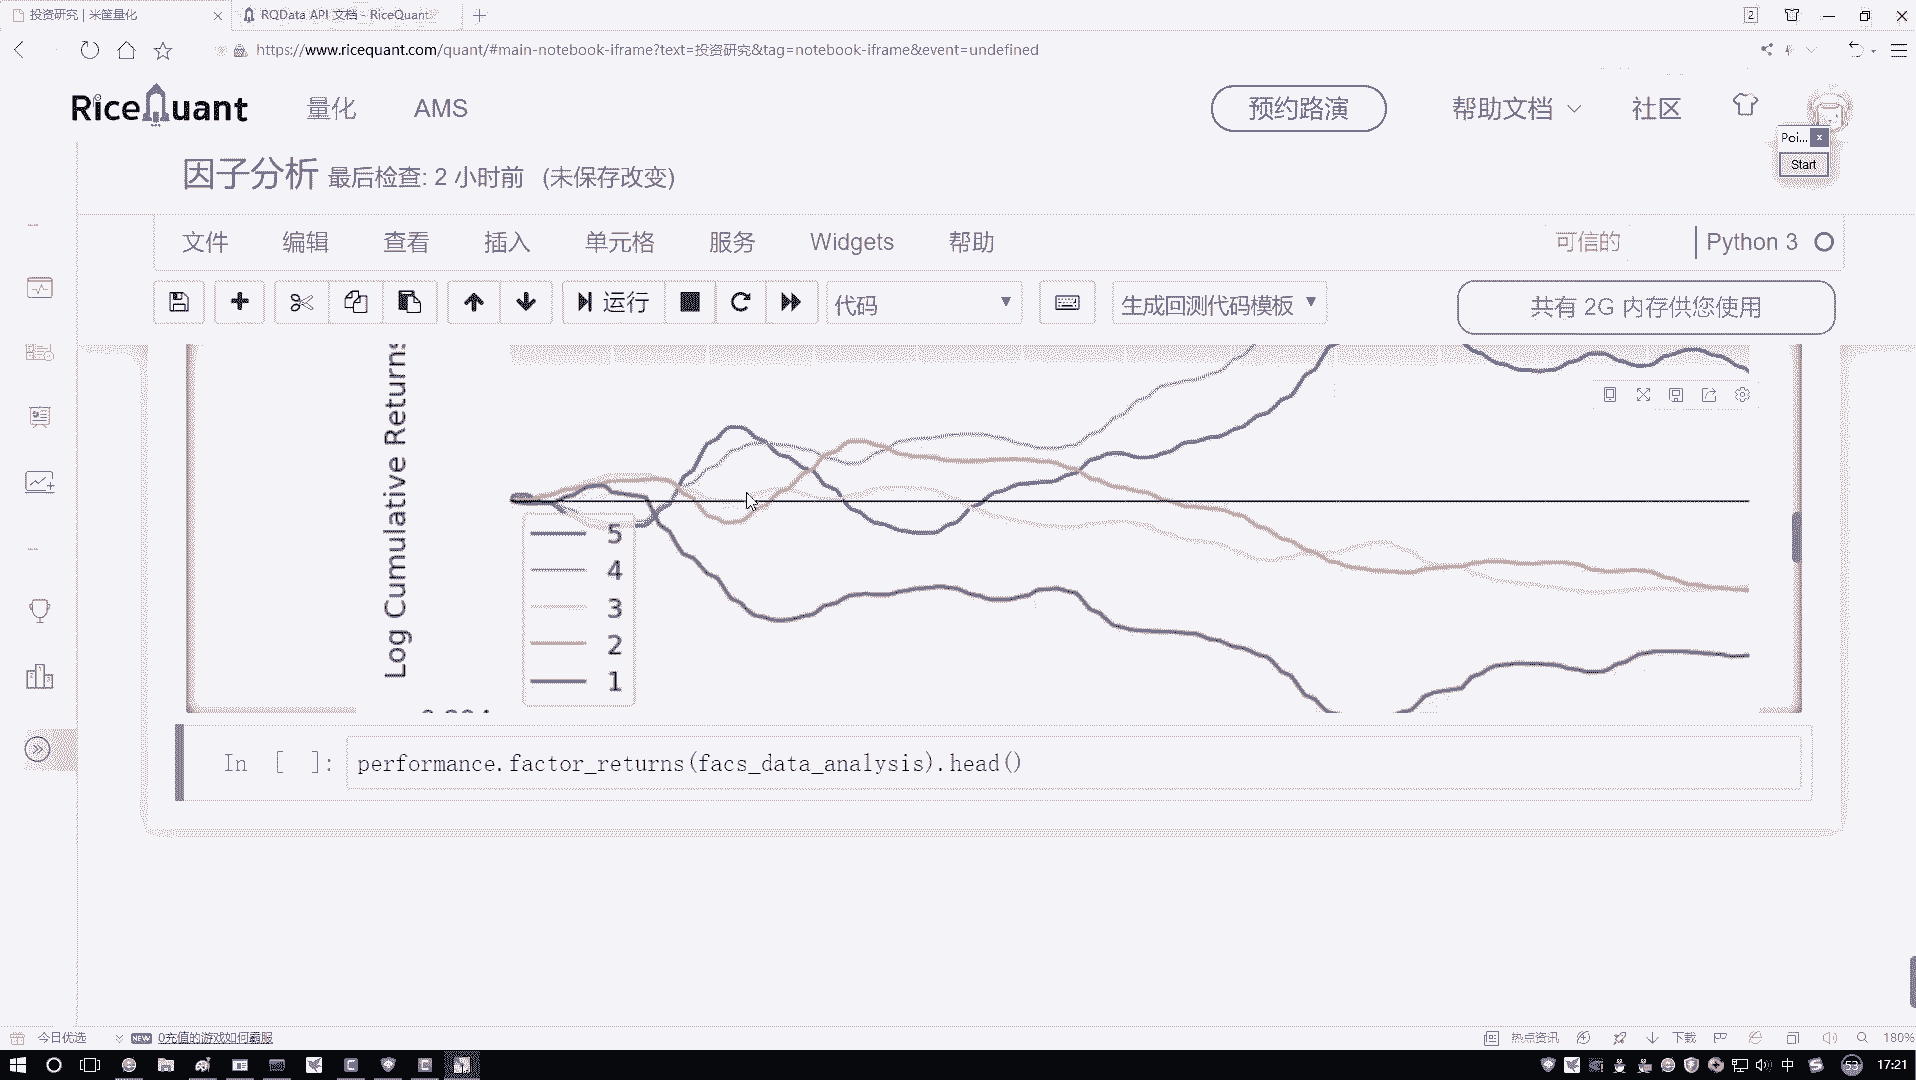 投资研究 | 米筐量化
RQData API 文档 - RiceQuant
2
https://www.ricequant.com/quant/#main-notebook-iframe?text=投资研究&tag=notebook-iframe&event=undefined
RiceQuant
量化
AMS
预约路演
帮助文档
社区
Poi...
Start
因子分析 最后检查: 2 小时前 (未保存改变)
文件
编辑
查看
插入
单元格
服务
Widgets
帮助
可信的
Python 3
运行
代码
生成回测代码模板
共有 2G 内存供您使用
Log Cumulative Returns
5
4
3
2
1
In [ ]:
performance.factor_returns(facs_data_analysis).head()
今日优选
NEW
0充值的游戏如何霸服
热点资讯
下载
180%
中
53
17:21